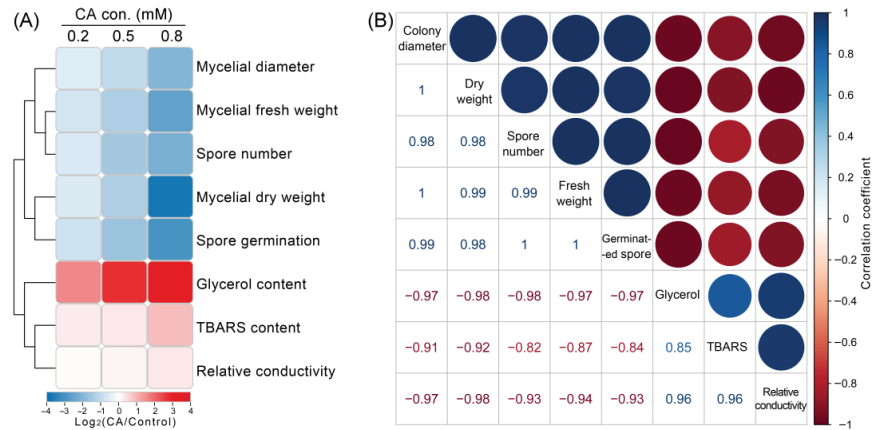 (A)
CA con. (mM)
0.2 0.5 0.8
Mycelial diameter
Mycelial fresh weight
Spore number
Mycelial dry weight
Spore germination
Glycerol content
TBARS content
Relative conductivity
−4 −3 −2 −1 0 1 2 3 4
Log₂(CA/Control)
(B)
Colony
diameter
1 Dry
weight
0.98 0.98 Spore
number
1 0.99 0.99 Fresh
weight
0.99 0.98 1 1 Germinat-
-ed spore
−0.97 −0.98 −0.98 −0.97 −0.97 Glycerol
−0.91 −0.92 −0.82 −0.87 −0.84 0.85 TBARS
−0.97 −0.98 −0.93 −0.94 −0.93 0.96 0.96 Relative
conductivity
1
0.8
0.6
0.4
0.2
0
−0.2
−0.4
−0.6
−0.8
−1
Correlation coefficient